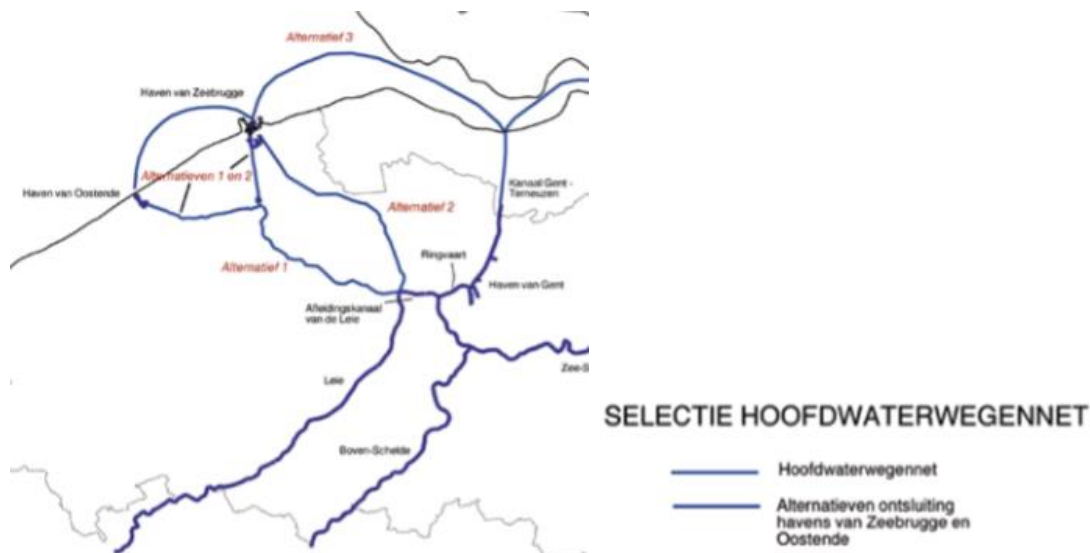 Alternatief 3
Haven van Zeebrugge
Alternatieven 1 en 2
Haven van Oostende
Kanaal Gent -
Terneuzen
Alternatief 2
Ringvaart
Alternatief 1
Haven van Gent
Afleidingskanaal
van de Leie
Zee-S
Leie
Boven-Schelde
SELECTIE HOOFDWATERWEGENNET
Hoofdwaterwegennet
Alternatieven ontsluiting
havens van Zeebrugge en
Oostende